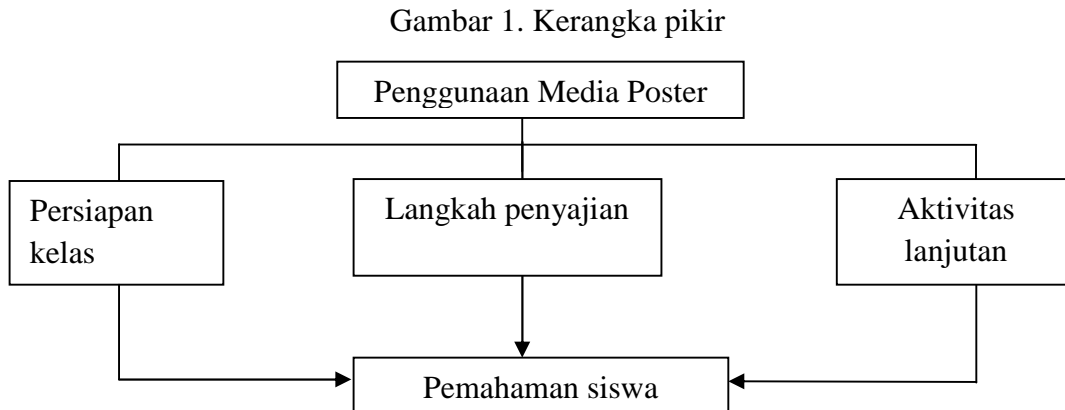 Gambar 1. Kerangka pikir
Penggunaan Media Poster
Persiapan
kelas
Langkah penyajian
Aktivitas
lanjutan
Pemahaman siswa